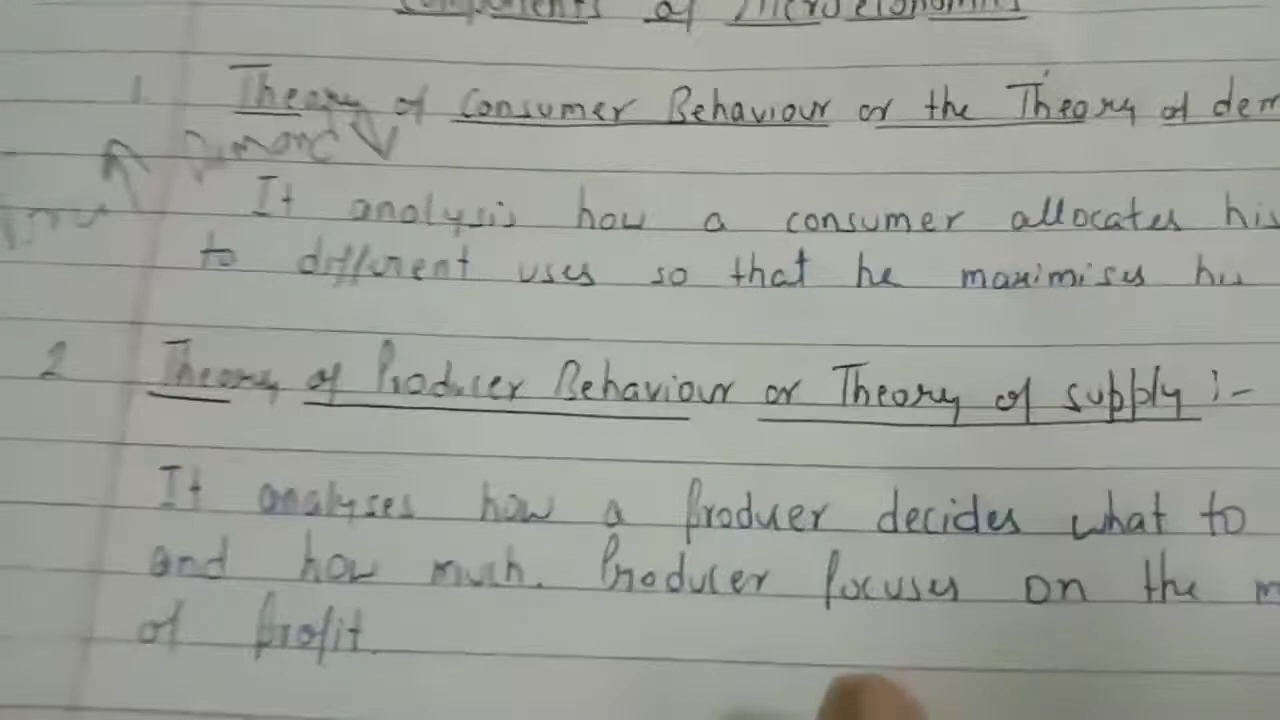 Components of Microeconomics
1. Theory of Consumer Behaviour or the Theory of dem
Demand
It analysis how a consumer allocates his
to different uses so that he maximises his
2 Theory of Producer Behaviour or Theory of supply :-
It analyses how a Produer decides what to
and how much. Producer focuses on the m
of Profit.